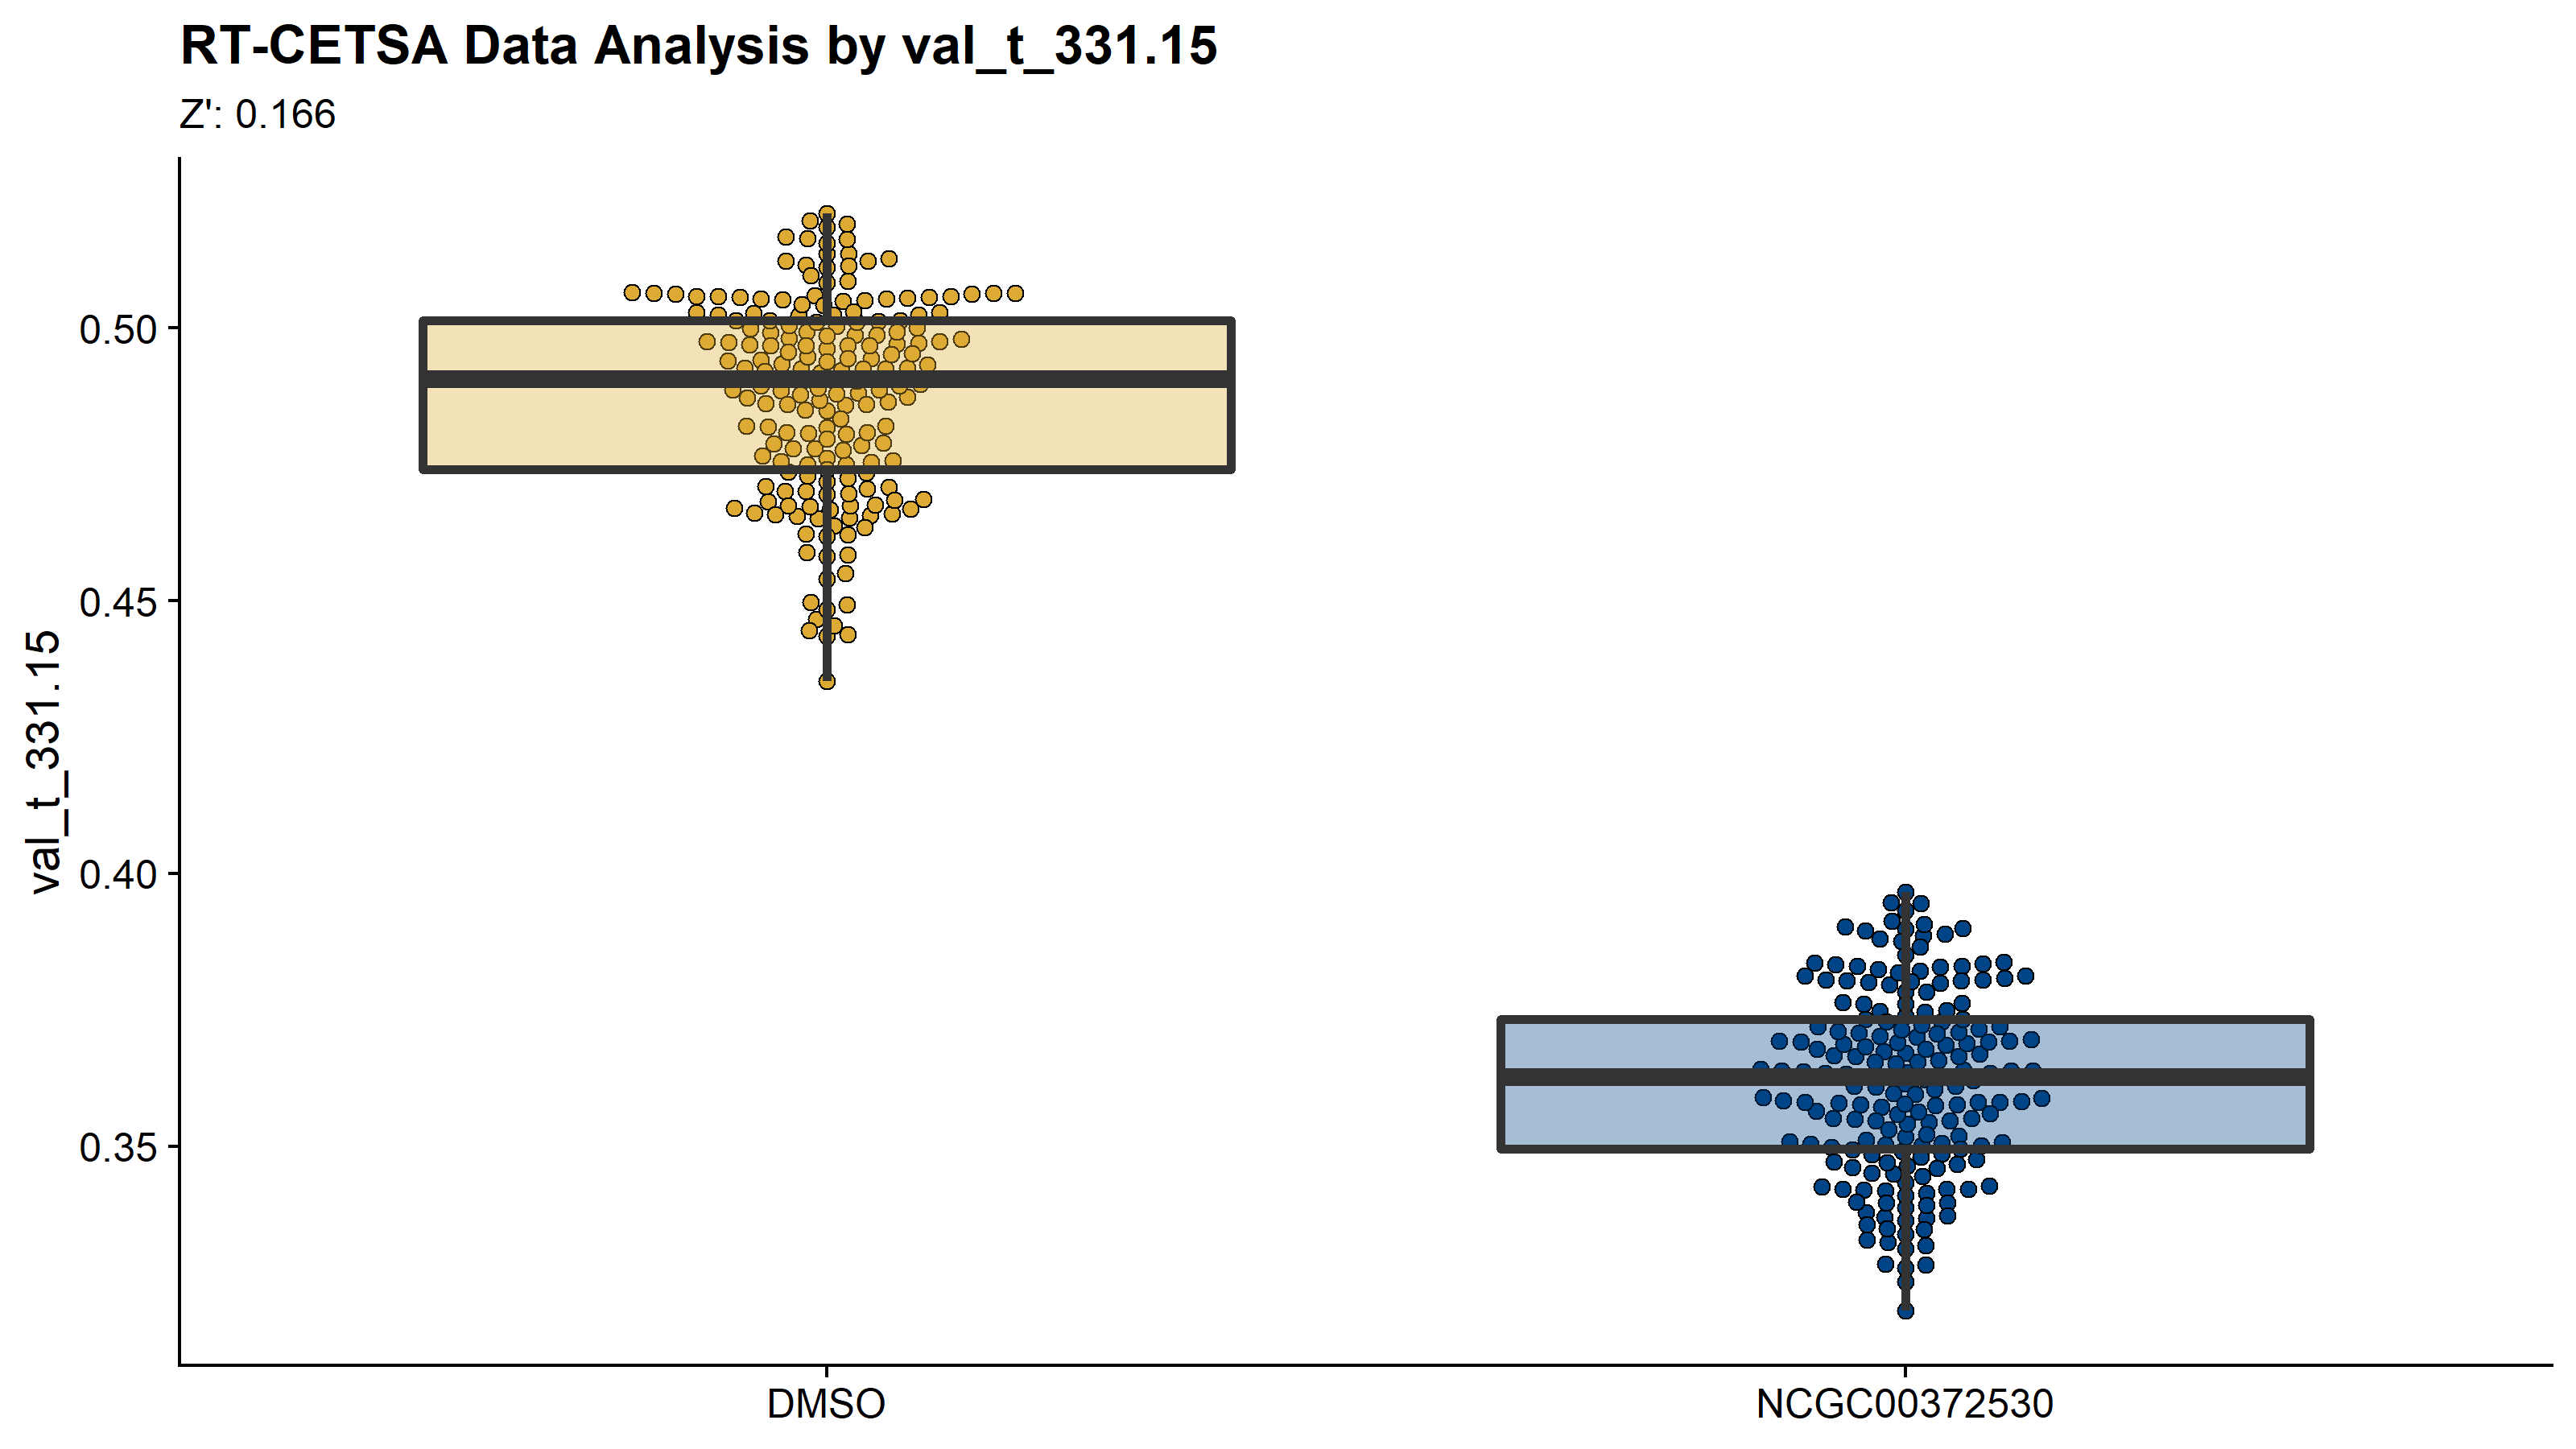 RT-CETSA Data Analysis by val_t_331.15
Z': 0.166
val_t_331.15
0.50
0.45
0.40
0.35
DMSO
NCGC00372530